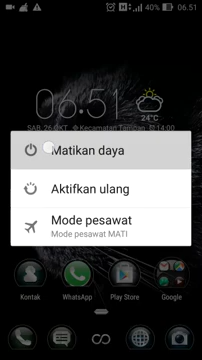 40% 06.51
06:51
24°C
SAB, 26 OKT Kecamatan Tampan 14:00
Matikan daya
Aktifkan ulang
Mode pesawat
Mode pesawat MATI
Kontak WhatsApp Play Store Google